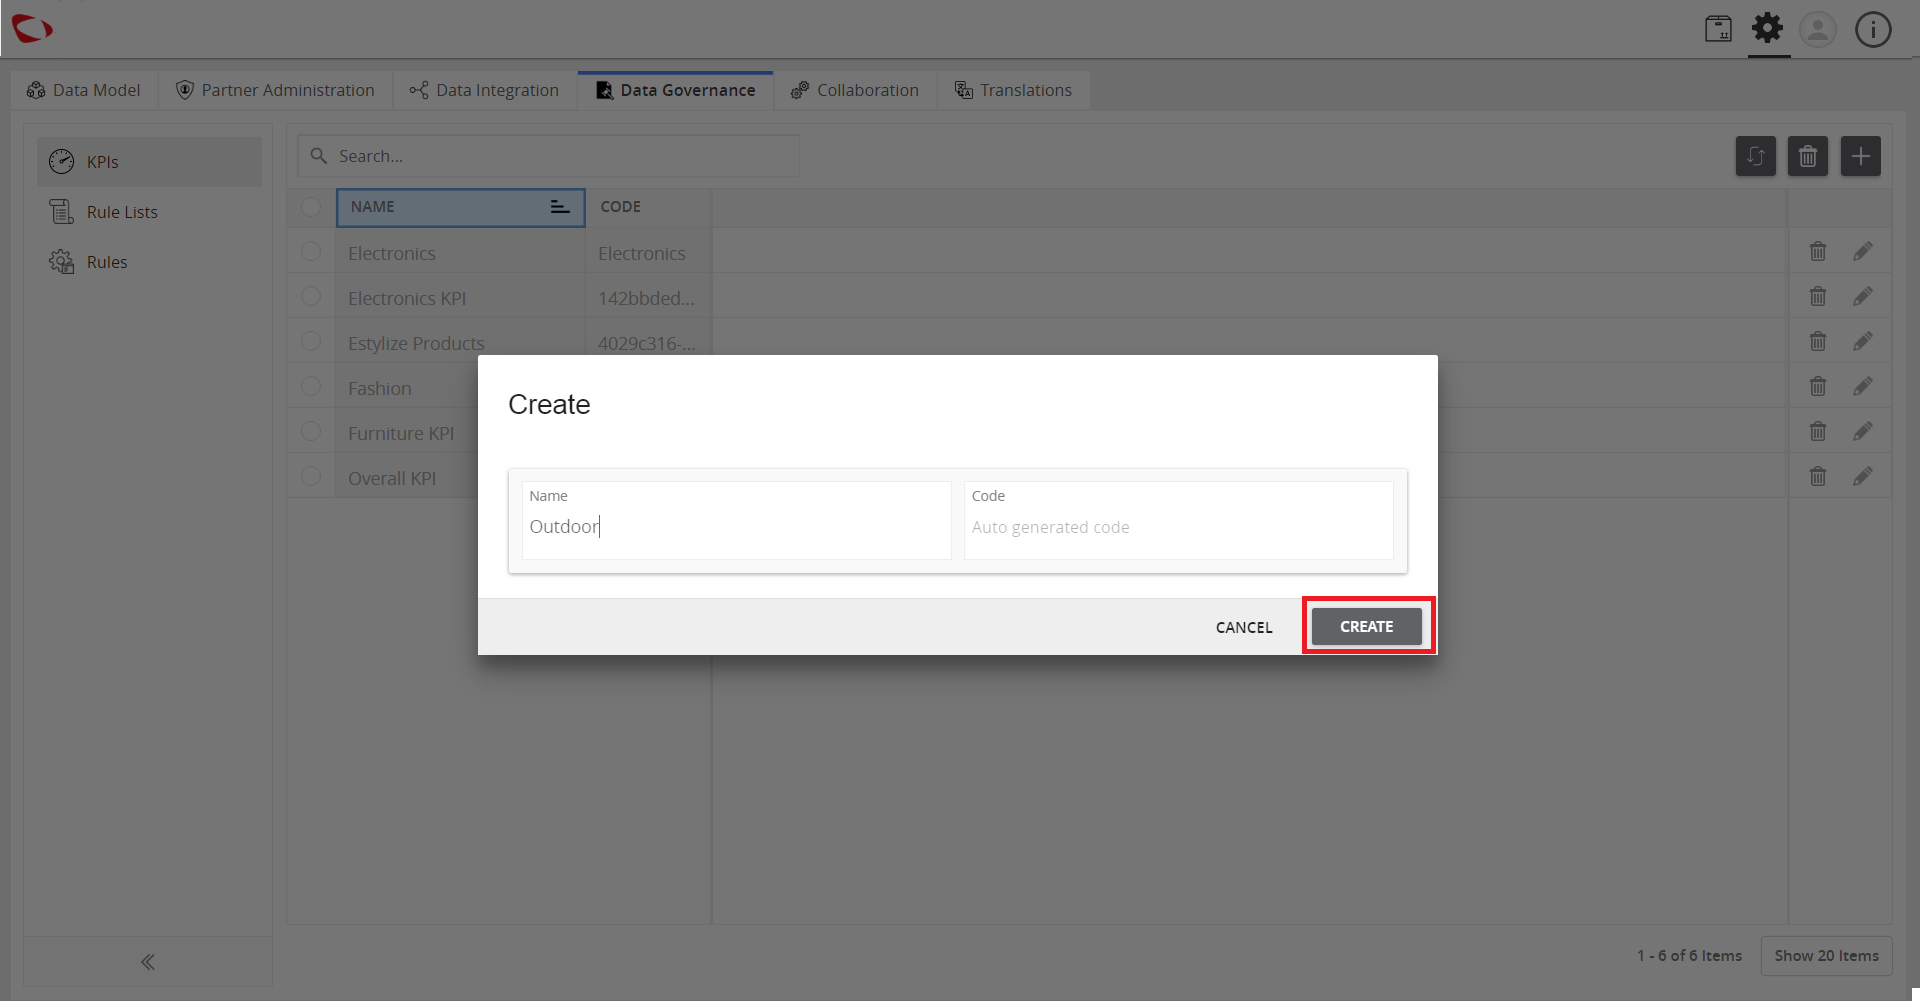 Data Model
Partner Administration
Data Integration
Data Governance
Collaboration
Translations
KPIs
Rule Lists
Rules
Search...
NAME
CODE
Electronics
Electronics
Electronics KPI
142bbded...
Estylize Products
4029c316-...
Fashion
Furniture KPI
Overall KPI
Create
Name
Code
Outdoor
Auto generated code
CANCEL
CREATE
1 - 6 of 6 Items
Show 20 Items